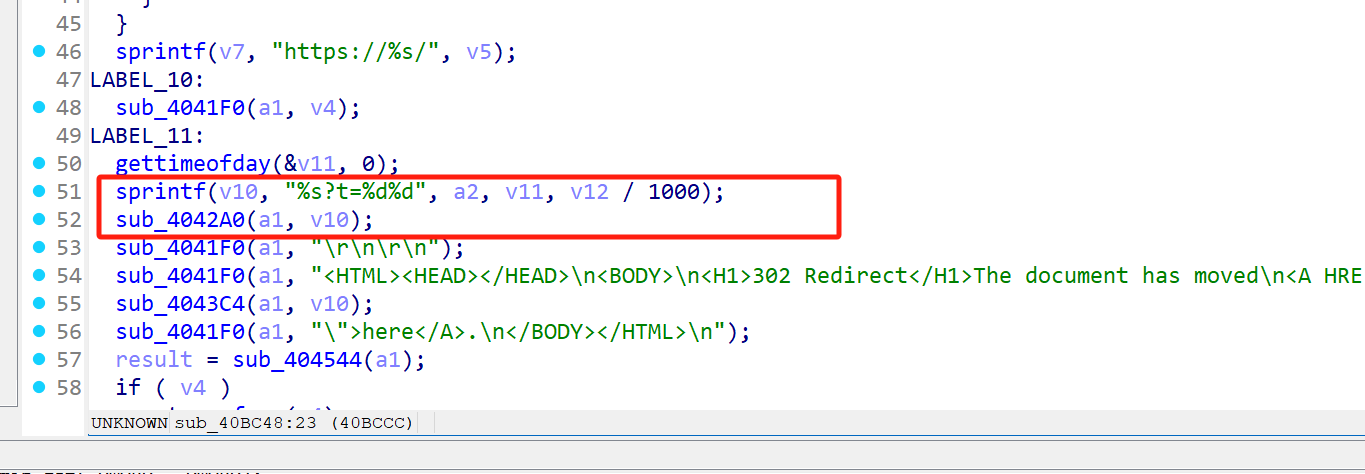 45 }
46 sprintf(v7, "https://%s/", v5);
47 LABEL_10:
48 sub_4041F0(a1, v4);
49 LABEL_11:
50 gettimeofday(&v11, 0);
51 sprintf(v10, "%s?t=%d%d", a2, v11, v12 / 1000);
52 sub_4042A0(a1, v10);
53 sub_4041F0(a1, "\r\n\r\n");
54 sub_4041F0(a1, "<HTML><HEAD></HEAD>\n<BODY>\n<H1>302 Redirect</H1>The document has moved\n<A HRE
55 sub_4043C4(a1, v10);
56 sub_4041F0(a1, "\">here</A>.\n</BODY></HTML>\n");
57 result = sub_404544(a1);
58 if ( v4 )
UNKNOWN sub_40BC48:23 (40BCCC)